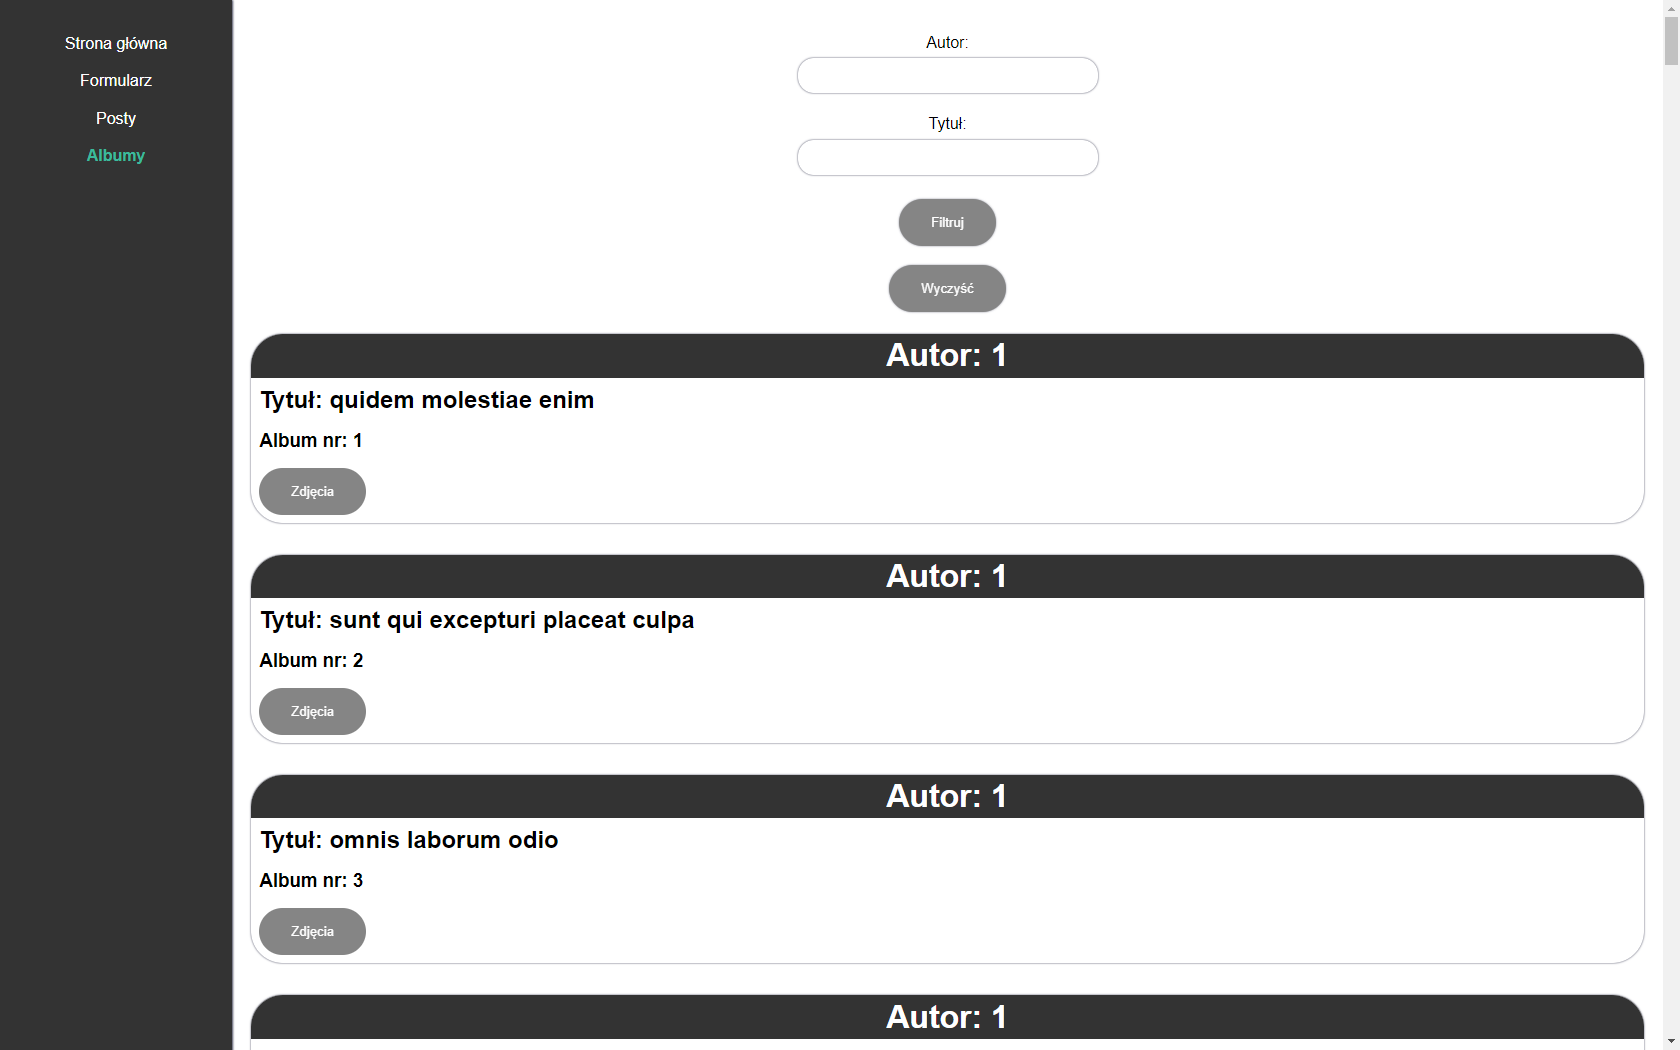 Strona główna
Formularz
Posty
Albumy
Autor:
Tytuł:
Filtruj
Wyczyść
Autor: 1
Tytuł: quidem molestiae enim
Album nr: 1
Zdjęcia
Autor: 1
Tytuł: sunt qui excepturi placeat culpa
Album nr: 2
Zdjęcia
Autor: 1
Tytuł: omnis laborum odio
Album nr: 3
Zdjęcia
Autor: 1